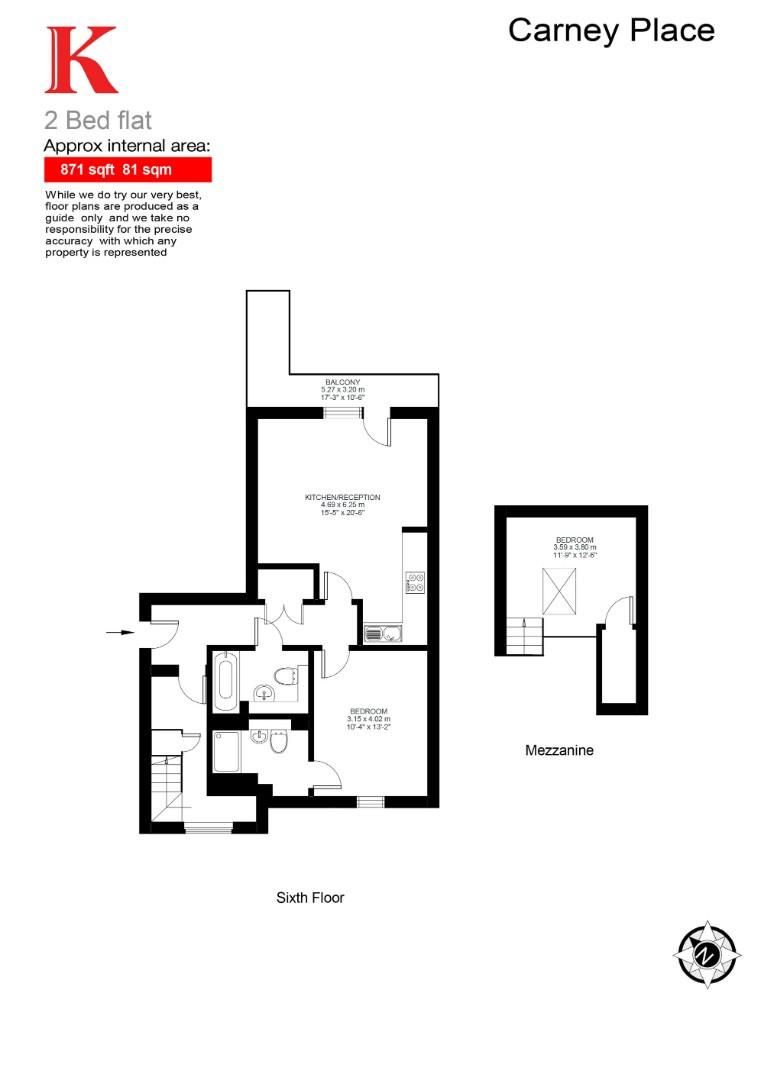 Carney Place
K
2 Bed flat
Approx internal area:
871 sqft 81 sqm
While we do try our very best,
floor plans are produced as a
guide only and we take no
responsibility for the precise
accuracy with which any
property is represented
BALCONY
5.27 x 3.20 m
17'-3" x 10'-6"
KITCHEN/RECEPTION
4.69 x 6.25 m
15'-5" x 20'-6"
BEDROOM
3.59 x 3.80 m
11'-9" x 12'-6"
BEDROOM
3.15 x 4.02 m
10'-4" x 13'-2"
Mezzanine
Sixth Floor
N